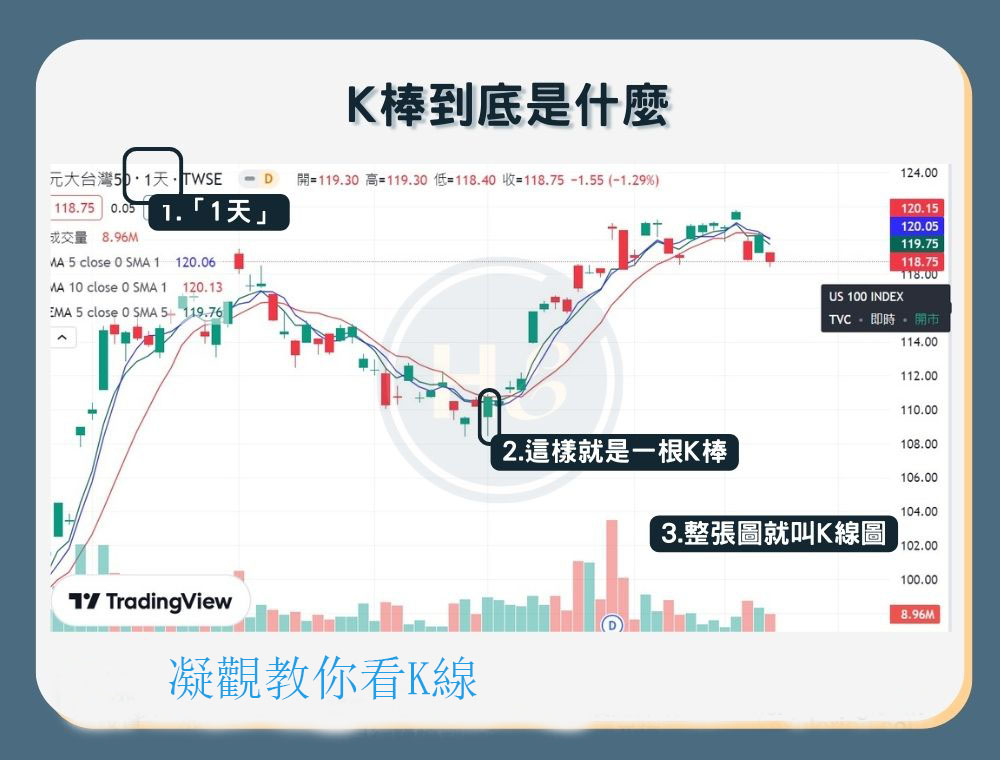 K棒到底是什麼
元大台灣50 · 1天 · TWSE D 開=119.30 高=119.30 低=118.40 收=118.75 −1.55 (−1.29%)
118.75 0.05
1.「1天」
成交量 8.96M
MA 5 close 0 SMA 1 120.06
MA 10 close 0 SMA 1 120.13
EMA 5 close 0 SMA 5 119.76
124.00
120.15
120.05
119.75
118.75
118.00
US 100 INDEX
TVC • 即時 • 開市
114.00
112.00
110.00
108.00
106.00
104.00
102.00
100.00
8.96M
H8
2.這樣就是一根K棒
3.整張圖就叫K線圖
D
TradingView
凝觀教你看K線